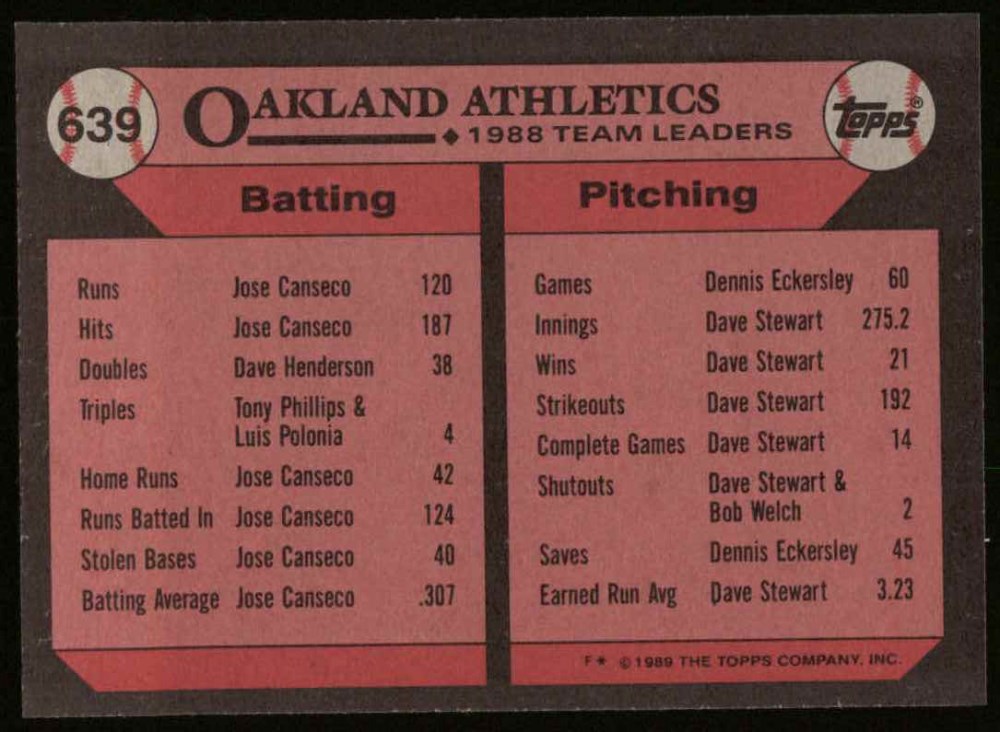 639
OAKLAND ATHLETICS
◆ 1988 TEAM LEADERS
Topps®
Batting
Runs Jose Canseco 120
Hits Jose Canseco 187
Doubles Dave Henderson 38
Triples Tony Phillips &
Luis Polonia 4
Home Runs Jose Canseco 42
Runs Batted In Jose Canseco 124
Stolen Bases Jose Canseco 40
Batting Average Jose Canseco .307
Pitching
Games Dennis Eckersley 60
Innings Dave Stewart 275.2
Wins Dave Stewart 21
Strikeouts Dave Stewart 192
Complete Games Dave Stewart 14
Shutouts Dave Stewart &
Bob Welch 2
Saves Dennis Eckersley 45
Earned Run Avg Dave Stewart 3.23
F★ ©1989 THE TOPPS COMPANY, INC.